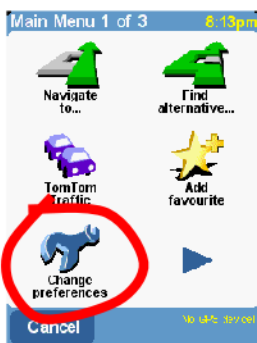 Main Menu 1 of 3 8:13pm
Navigate to...
Find alternative...
TomTom Traffic
Add favourite
Change preferences
Cancel
No GPS device!